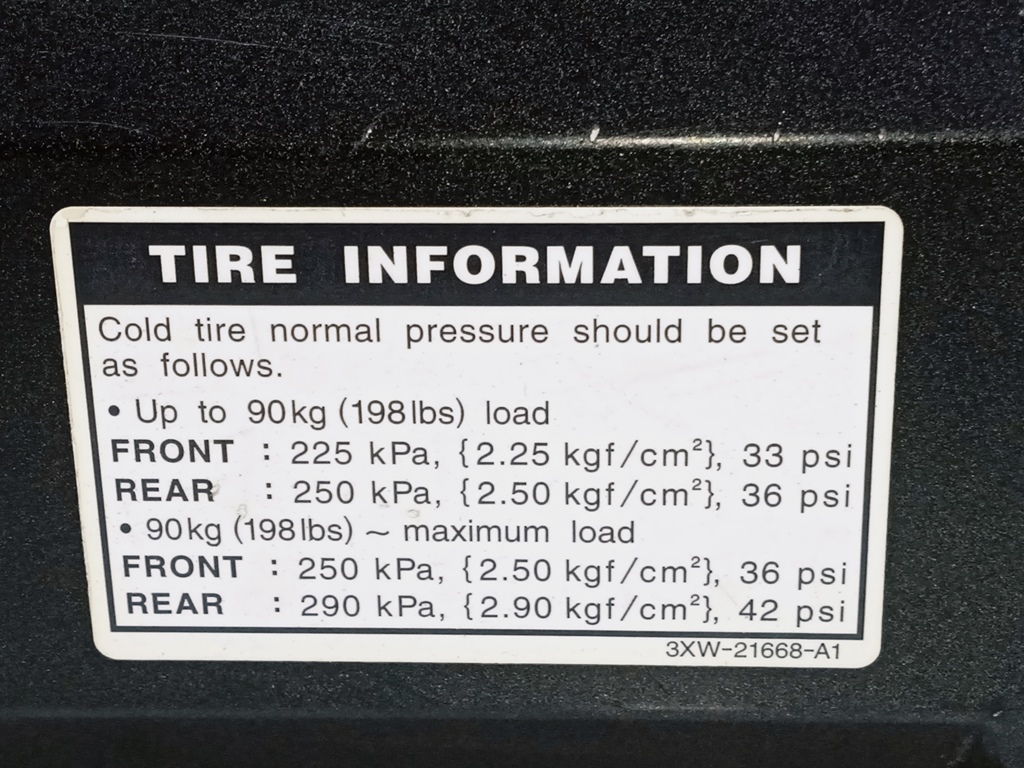 TIRE INFORMATION
Cold tire normal pressure should be set
as follows.
• Up to 90kg (198lbs) load
FRONT : 225 kPa, {2.25 kgf/cm²}, 33 psi
REAR : 250 kPa, {2.50 kgf/cm²}, 36 psi
• 90kg (198lbs) ~ maximum load
FRONT : 250 kPa, {2.50 kgf/cm²}, 36 psi
REAR : 290 kPa, {2.90 kgf/cm²}, 42 psi
3XW-21668-A1